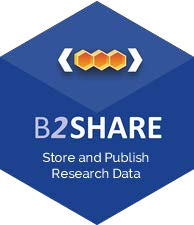 B2SHARE
Store and Publish
Research Data